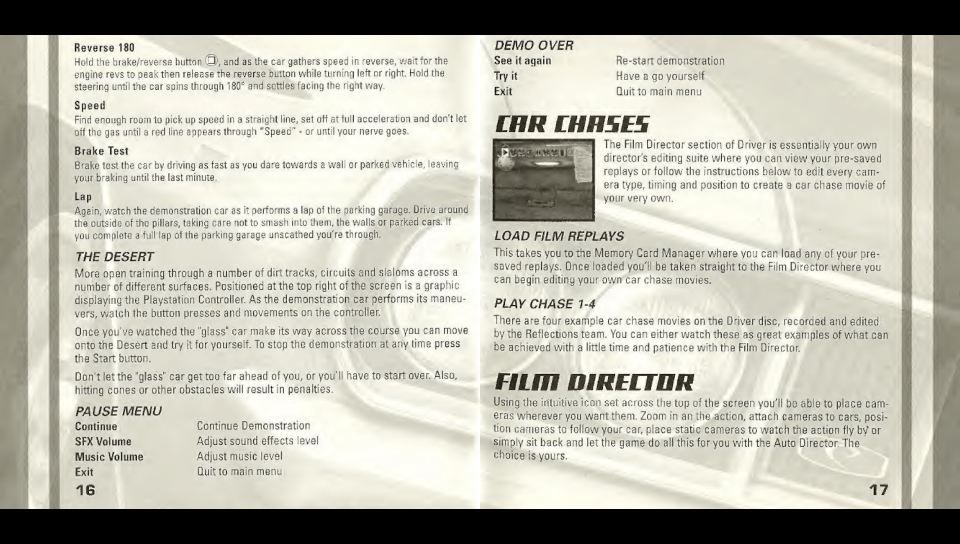 Reverse 180
Hold the brake/reverse button, and as the car gathers speed in reverse, wait for the
engine revs to peak then release the reverse button while turning left or right. Hold the
steering until the car spins through 180° and settles facing the right way.
Speed
Find enough room to pick up speed in a straight line, set off at full acceleration and don't let
off the gas until a red line appears through "Speed" - or until your nerve goes.
Brake Test
Brake test the car by driving as fast as you dare towards a wall or parked vehicle, leaving
your braking until the last minute.
Lap
Again, watch the demonstration car as it performs a lap of the parking garage. Drive around
the outside of the pillars, taking care not to smash into them, the walls or parked cars. If
you complete a full lap of the parking garage unscathed you're through.
THE DESERT
More open training through a number of dirt tracks, circuits and slaloms across a
number of different surfaces. Positioned at the top right of the screen is a graphic
displaying the Playstation Controller. As the demonstration car performs its maneu-
vers, watch the button presses and movements on the controller.
Once you've watched the "glass" car make its way across the course you can move
onto the Desert and try it for yourself. To stop the demonstration at any time press
the Start button.
Don't let the "glass" car get too far ahead of you, or you'll have to start over. Also,
hitting cones or other obstacles will result in penalties.
PAUSE MENU
Continue Continue Demonstration
SFX Volume Adjust sound effects level
Music Volume Adjust music level
Exit Quit to main menu
16
DEMO OVER
See it again Re-start demonstration
Try it Have a go yourself
Exit Quit to main menu
CAR CHASES
The Film Director section of Driver is essentially your own
director's editing suite where you can view your pre-saved
replays or follow the instructions below to edit every cam-
era type, timing and position to create a car chase movie of
your very own.
LOAD FILM REPLAYS
This takes you to the Memory Card Manager where you can load any of your pre-
saved replays. Once loaded you'll be taken straight to the Film Director where you
can begin editing your own car chase movies.
PLAY CHASE 1-4
There are four example car chase movies on the Driver disc, recorded and edited
by the Reflections team. You can either watch these as great examples of what can
be achieved with a little time and patience with the Film Director.
FILM DIRECTOR
Using the intuitive icon set across the top of the screen you'll be able to place cam-
eras wherever you want them. Zoom in an the action, attach cameras to cars, posi-
tion cameras to follow your car, place static cameras to watch the action fly by or
simply sit back and let the game do all this for you with the Auto Director. The
choice is yours.
17